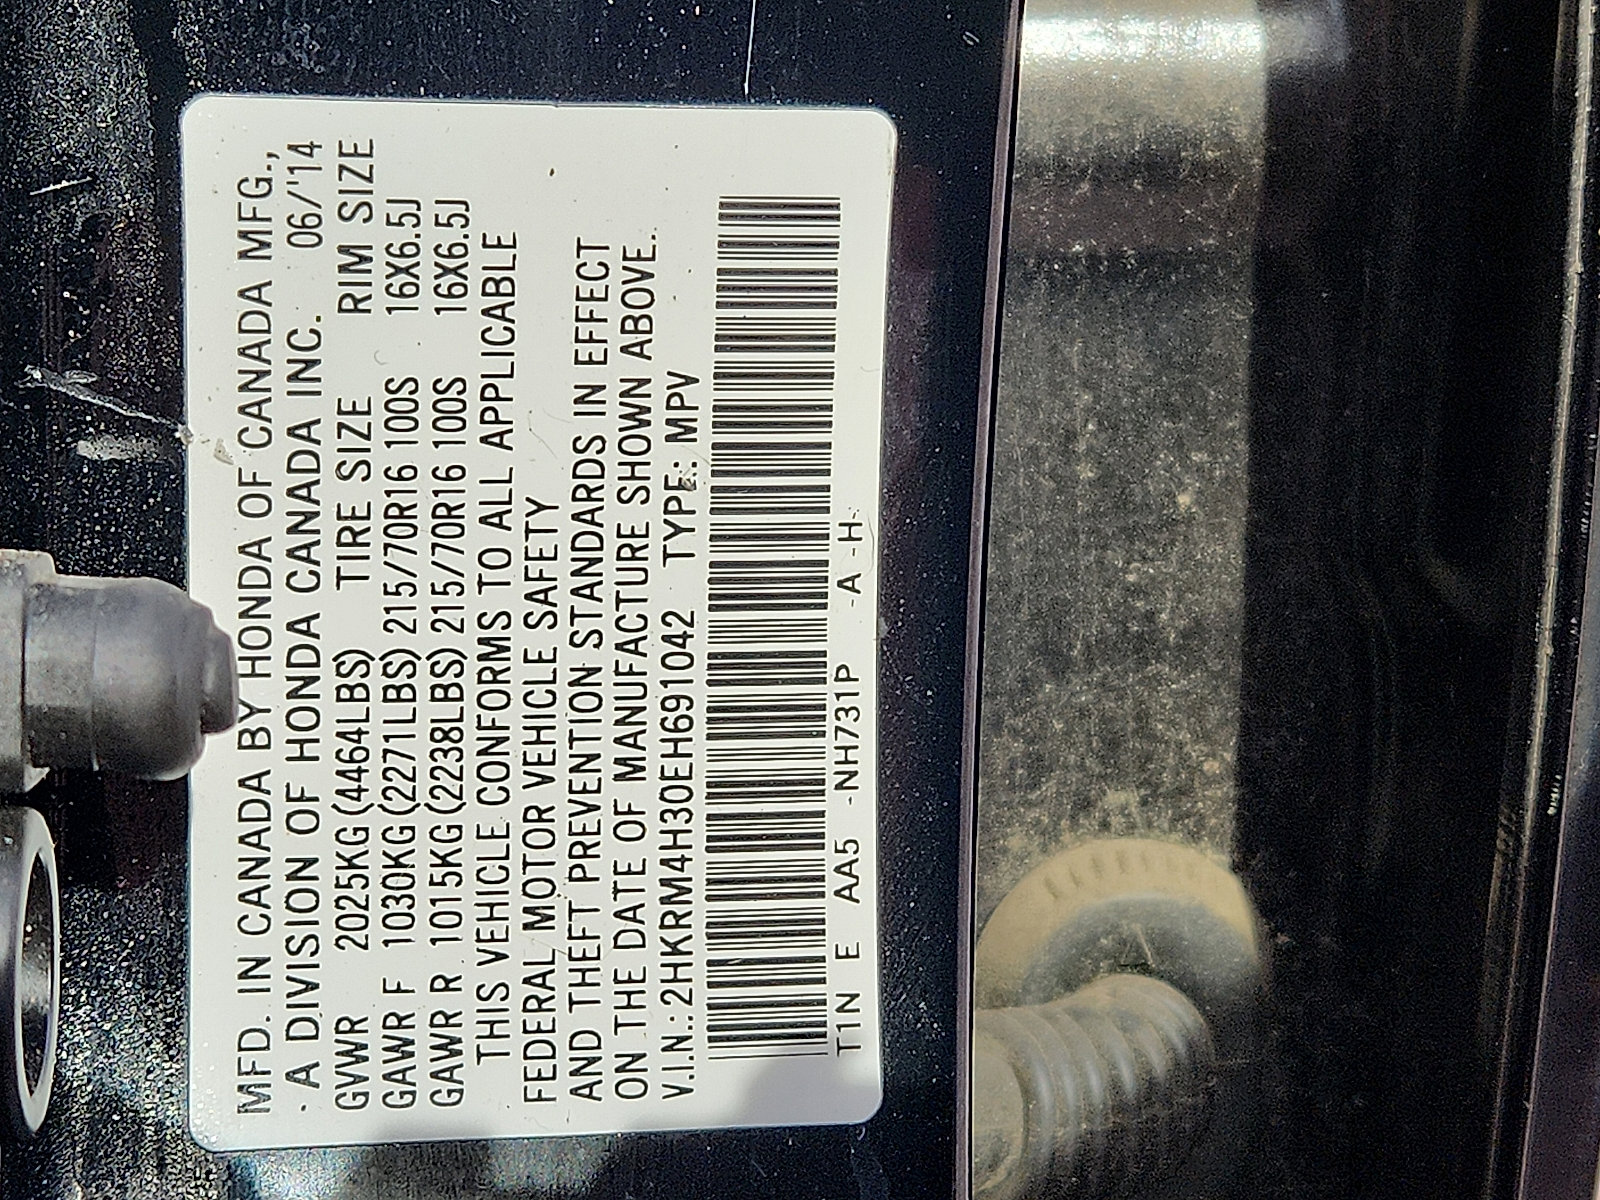 MFD. IN CANADA BY HONDA OF CANADA MFG.,
A DIVISION OF HONDA CANADA INC. 06/'14
GVWR 2025KG(4464LBS) TIRE SIZE RIM SIZE
GAWR F 1030KG(2271LBS) 215/70R16 100S 16X6.5J
GAWR R 1015KG(2238LBS) 215/70R16 100S 16X6.5J
THIS VEHICLE CONFORMS TO ALL APPLICABLE
FEDERAL MOTOR VEHICLE SAFETY
AND THEFT PREVENTION STANDARDS IN EFFECT
ON THE DATE OF MANUFACTURE SHOWN ABOVE.
V.I.N.:2HKRM4H30EH691042 TYPE: MPV
T1N E AA5 -NH731P -A -H-